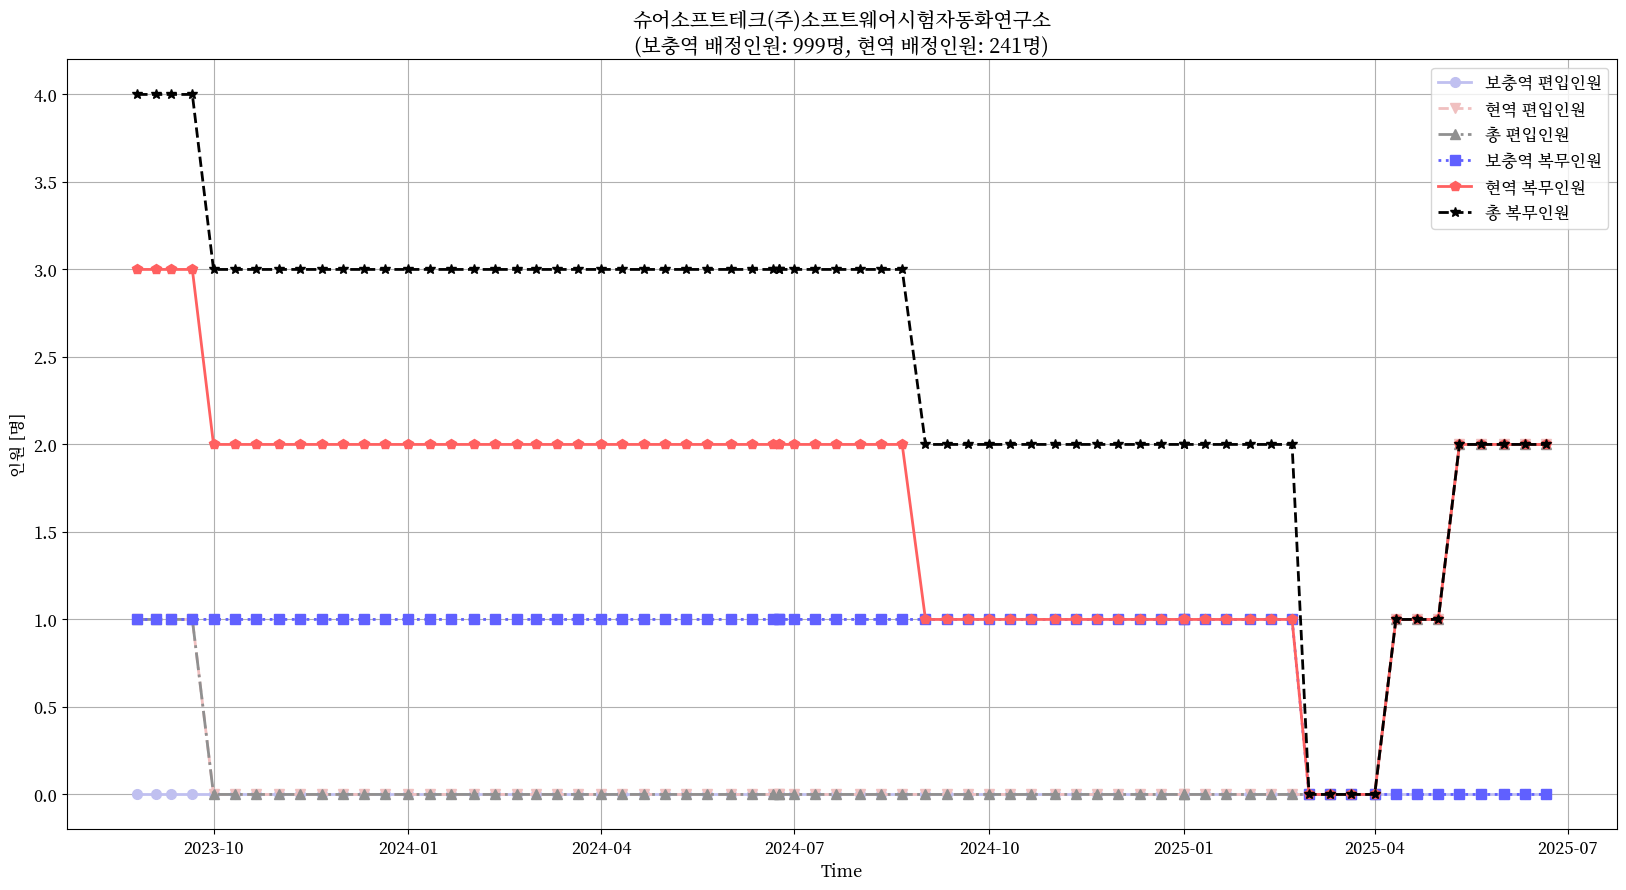 슈어소프트테크(주)소프트웨어시험자동화연구소
(보충역 배정인원: 999명, 현역 배정인원: 241명)
보충역 편입인원
현역 편입인원
총 편입인원
보충역 복무인원
현역 복무인원
총 복무인원
4.0
3.5
3.0
2.5
2.0
1.5
1.0
0.5
0.0
인원 [명]
2023-10
2024-01
2024-04
2024-07
2024-10
2025-01
2025-04
2025-07
Time